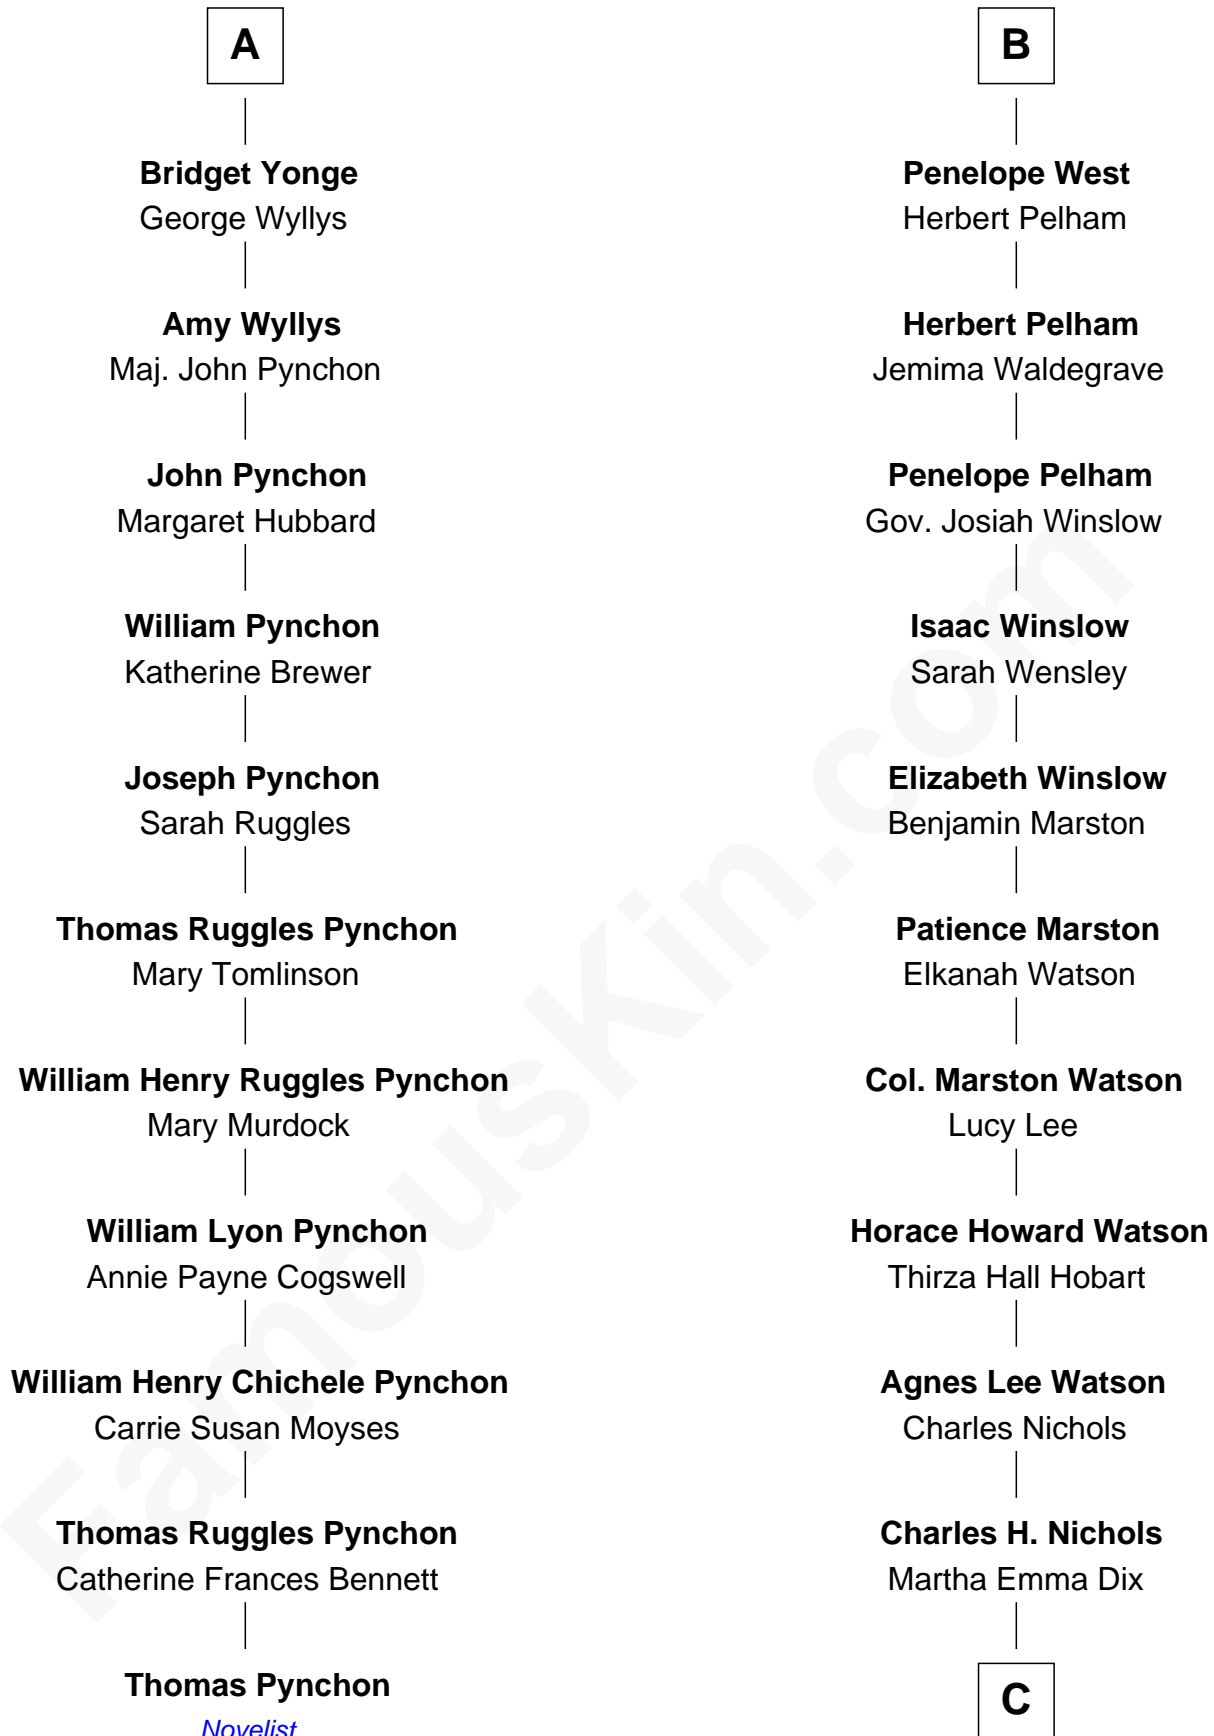 A
Bridget Yonge
George Wyllys
Amy Wyllys
Maj. John Pynchon
John Pynchon
Margaret Hubbard
William Pynchon
Katherine Brewer
Joseph Pynchon
Sarah Ruggles
Thomas Ruggles Pynchon
Mary Tomlinson
William Henry Ruggles Pynchon
Mary Murdock
William Lyon Pynchon
Annie Payne Cogswell
William Henry Chichele Pynchon
Carrie Susan Moyses
Thomas Ruggles Pynchon
Catherine Frances Bennett
Thomas Pynchon
Novelist
B
Penelope West
Herbert Pelham
Herbert Pelham
Jemima Waldegrave
Penelope Pelham
Gov. Josiah Winslow
Isaac Winslow
Sarah Wensley
Elizabeth Winslow
Benjamin Marston
Patience Marston
Elkanah Watson
Col. Marston Watson
Lucy Lee
Horace Howard Watson
Thirza Hall Hobart
Agnes Lee Watson
Charles Nichols
Charles H. Nichols
Martha Emma Dix
C
FamousKin.com